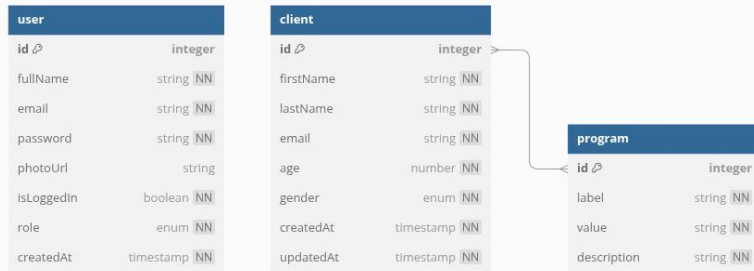 user
id integer
fullName string NN
email string NN
password string NN
photoUrl string
isLoggedIn boolean NN
role enum NN
createdAt timestamp NN
client
id integer
firstName string NN
lastName string NN
email string NN
age number NN
gender enum NN
createdAt timestamp NN
updatedAt timestamp NN
program
id integer
label string NN
value string NN
description string NN